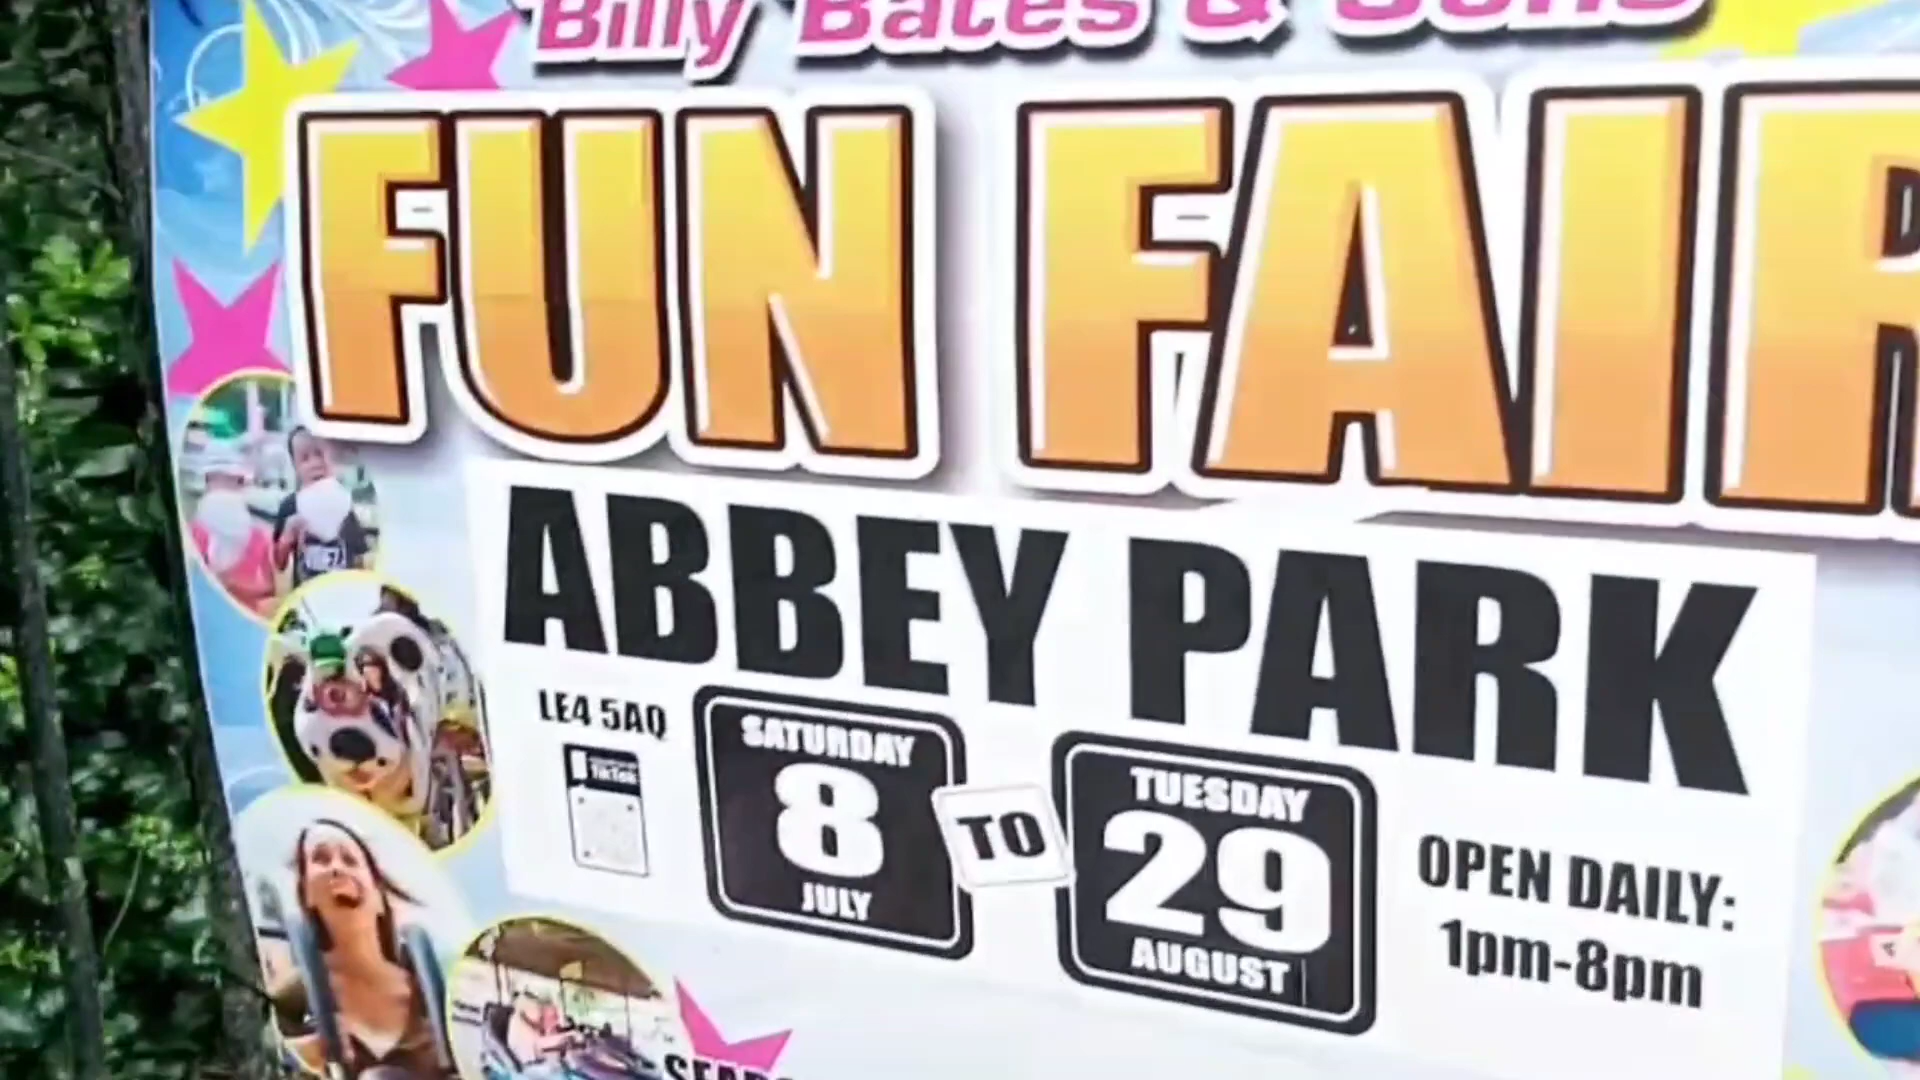 Billy Bates & Sons
FUN FAIR
ABBEY PARK
LE4 5AQ
TikTok
SATURDAY
8
JULY
TO
TUESDAY
29
AUGUST
OPEN DAILY:
1pm-8pm